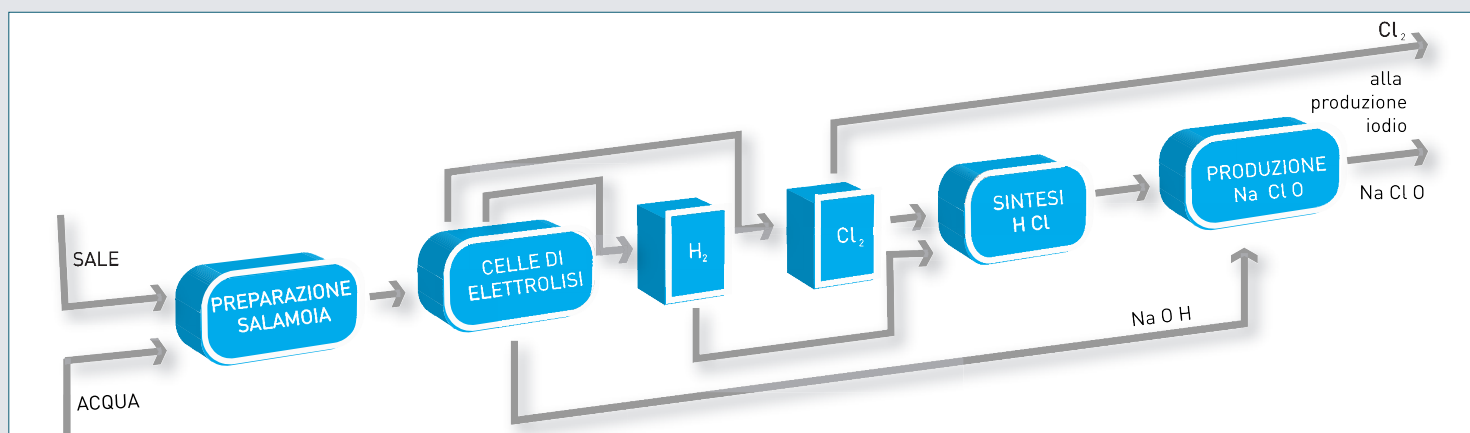 SALE
ACQUA
PREPARAZIONE
SALAMOIA
CELLE DI
ELETTROLISI
H₂
Cl₂
SINTESI
H Cl
PRODUZIONE
Na Cl O
Cl₂
alla
produzione
iodio
Na Cl O
Na O H